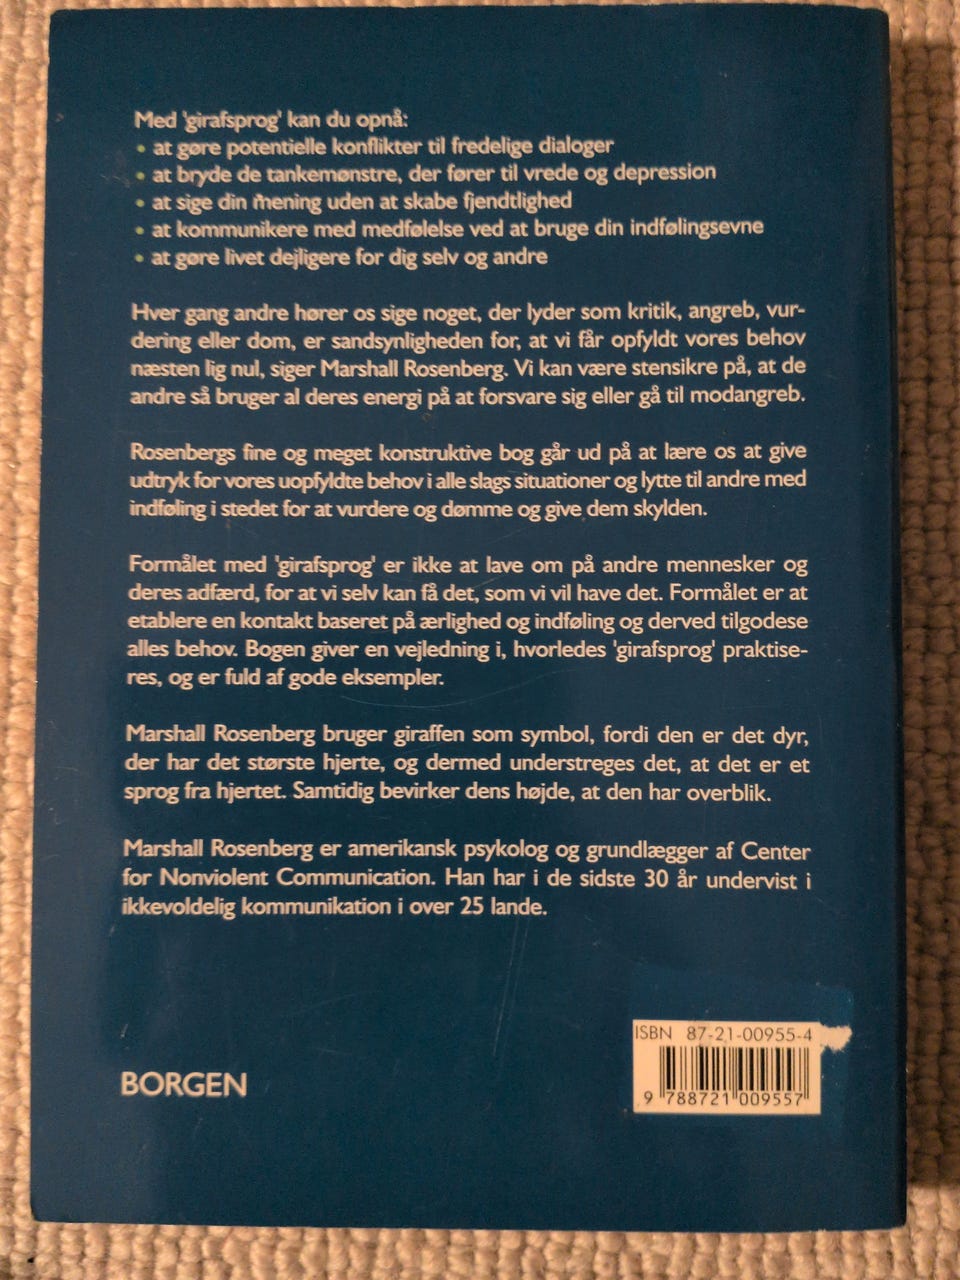 Med 'girafsprog' kan du opnå:
• at gøre potentielle konflikter til fredelige dialoger
• at bryde de tankemønstre, der fører til vrede og depression
• at sige din mening uden at skabe fjendtlighed
• at kommunikere med medfølelse ved at bruge din indfølingsevne
• at gøre livet dejligere for dig selv og andre
Hver gang andre hører os sige noget, der lyder som kritik, angreb, vur-
dering eller dom, er sandsynligheden for, at vi får opfyldt vores behov
næsten lig nul, siger Marshall Rosenberg. Vi kan være stensikre på, at de
andre så bruger al deres energi på at forsvare sig eller gå til modangreb.
Rosenbergs fine og meget konstruktive bog går ud på at lære os at give
udtryk for vores uopfyldte behov i alle slags situationer og lytte til andre med
indføling i stedet for at vurdere og dømme og give dem skylden.
Formålet med 'girafsprog' er ikke at lave om på andre mennesker og
deres adfærd, for at vi selv kan få det, som vi vil have det. Formålet er at
etablere en kontakt baseret på ærlighed og indføling og derved tilgodese
alles behov. Bogen giver en vejledning i, hvorledes 'girafsprog' praktise-
res, og er fuld af gode eksempler.
Marshall Rosenberg bruger giraffen som symbol, fordi den er det dyr,
der har det største hjerte, og dermed understreges det, at det er et
sprog fra hjertet. Samtidig bevirker dens højde, at den har overblik.
Marshall Rosenberg er amerikansk psykolog og grundlægger af Center
for Nonviolent Communication. Han har i de sidste 30 år undervist i
ikkevoldelig kommunikation i over 25 lande.
ISBN 87-21-00955-4
BORGEN
9 788721 009557